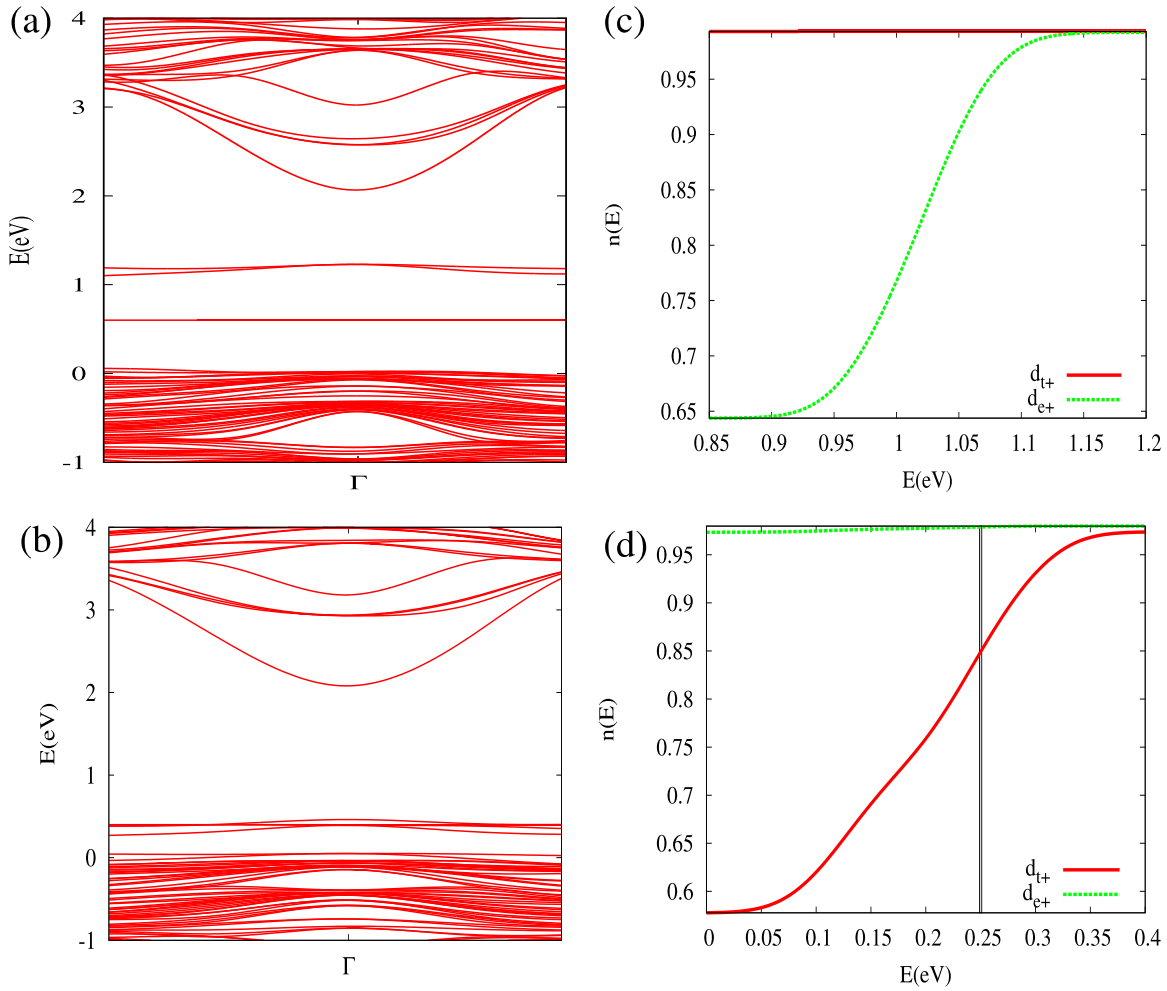 (a)
4
3
2
1
0
-1
E(eV)
Γ
(b)
4
3
2
1
0
-1
E(eV)
Γ
(c)
0.95
0.9
0.85
0.8
0.75
0.7
0.65
n(E)
0.85 0.9 0.95 1 1.05 1.1 1.15 1.2
E(eV)
dt+
de+
(d)
0.95
0.9
0.85
0.8
0.75
0.7
0.65
0.6
n(E)
0 0.05 0.1 0.15 0.2 0.25 0.3 0.35 0.4
E(eV)
dt+
de+